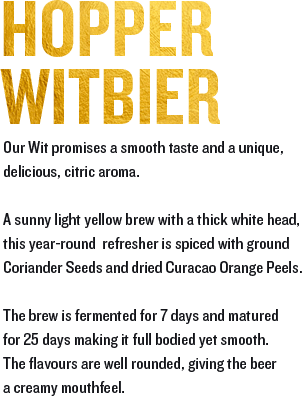 HOPPER
WITBIER
Our Wit promises a smooth taste and a unique,
delicious, citric aroma.
A sunny light yellow brew with a thick white head,
this year-round  refresher is spiced with ground
Coriander Seeds and dried Curacao Orange Peels.
The brew is fermented for 7 days and matured
for 25 days making it full bodied yet smooth.
The flavours are well rounded, giving the beer
a creamy mouthfeel.